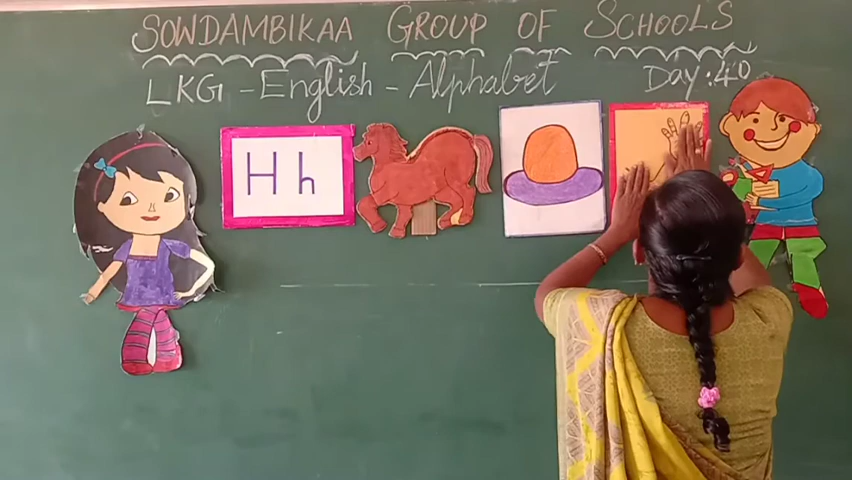 SOWDAMBIKAA GROUP OF SCHOOLS
LKG - English - Alphabet Day : 40
H h